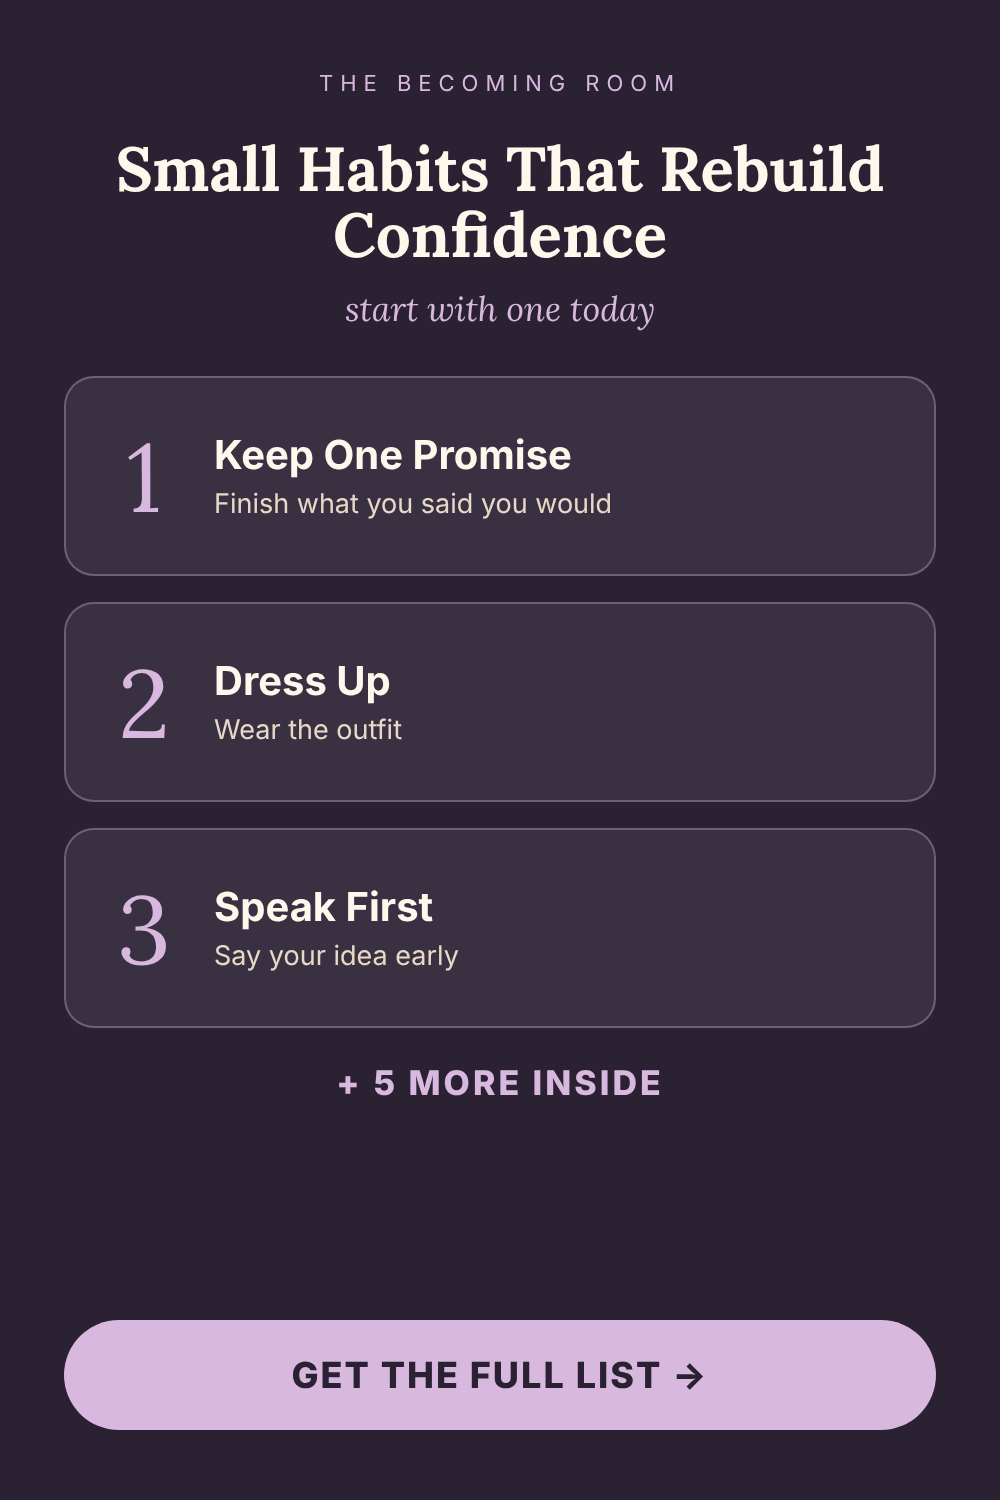 THE BECOMING ROOM
Small Habits That Rebuild
Confidence
start with one today
1
Keep One Promise
Finish what you said you would
2
Dress Up
Wear the outfit
3
Speak First
Say your idea early
+ 5 MORE INSIDE
GET THE FULL LIST →